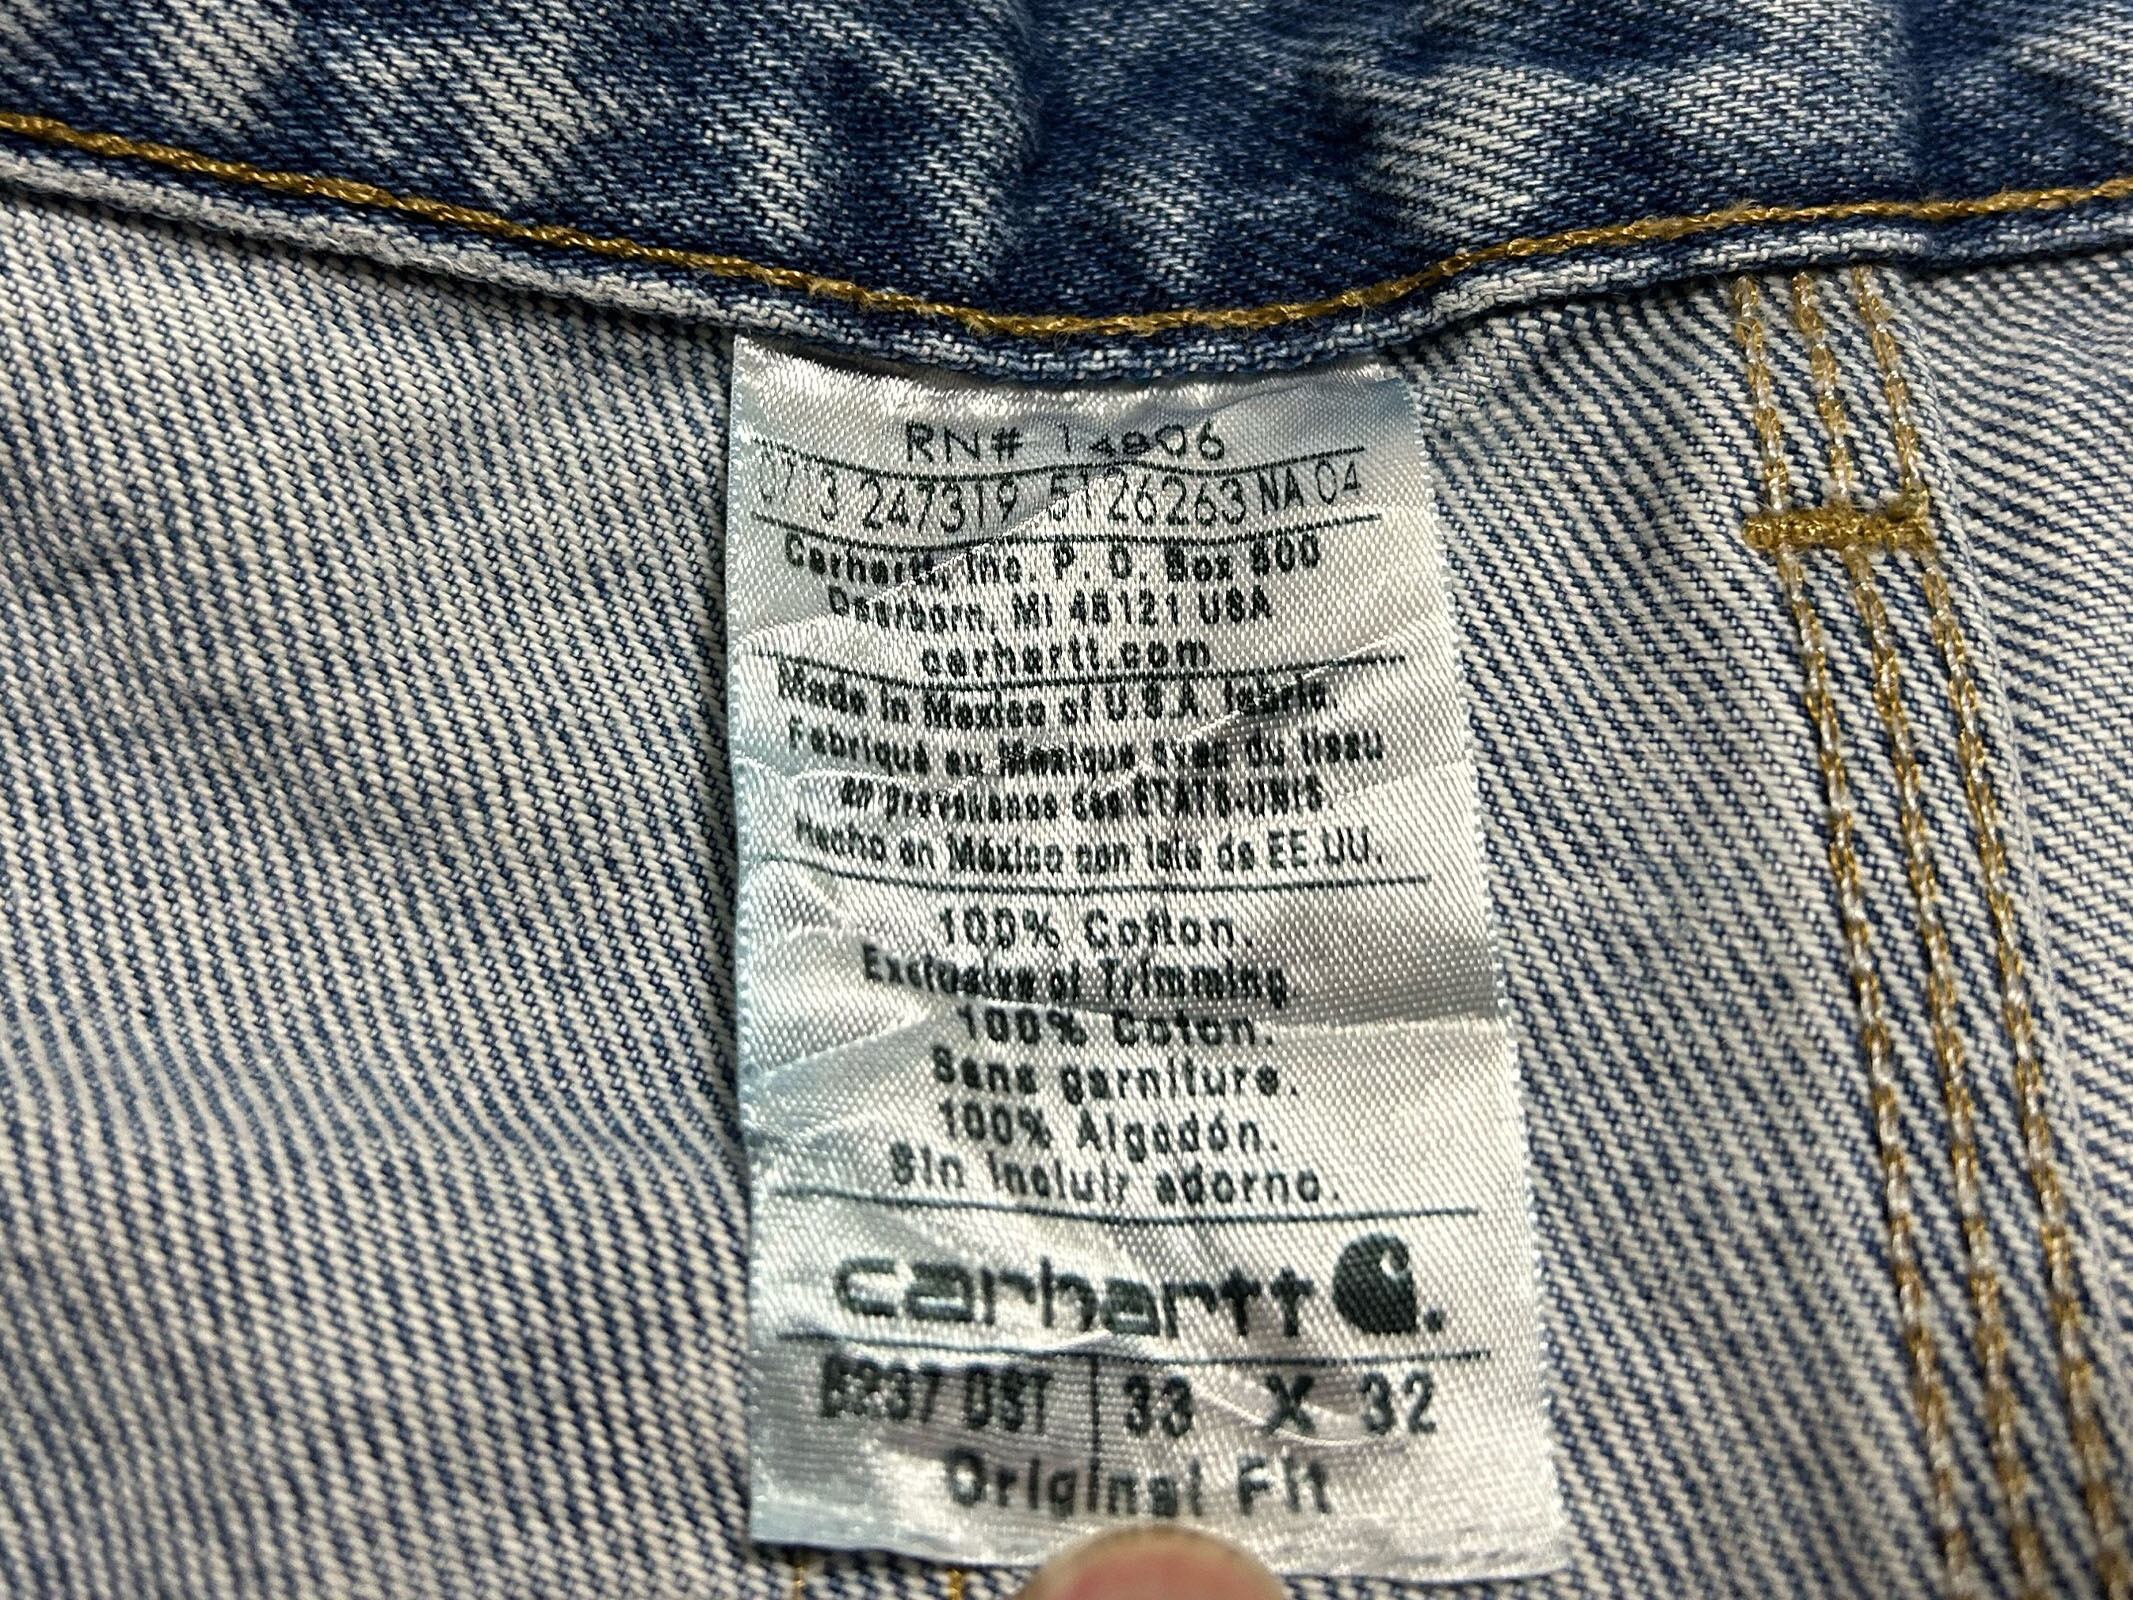 RN# 14806
247319 5126263 NA 04
Carhartt, Inc. P. O. Box 600
Dearborn, MI 48121 USA
carhartt.com
Made in Mexico of U.S.A. fabric.
Fabriqué au Mexique avec du tissu
en provenance des ETATS-UNIS
Hecho en México con tela de EE.UU.
100% Cotton.
Exclusive of Trimming
100% Coton.
Sans garniture.
100% Algodón.
Sin incluir adorno.
carhartt
DST 33 X 32
Original Fit